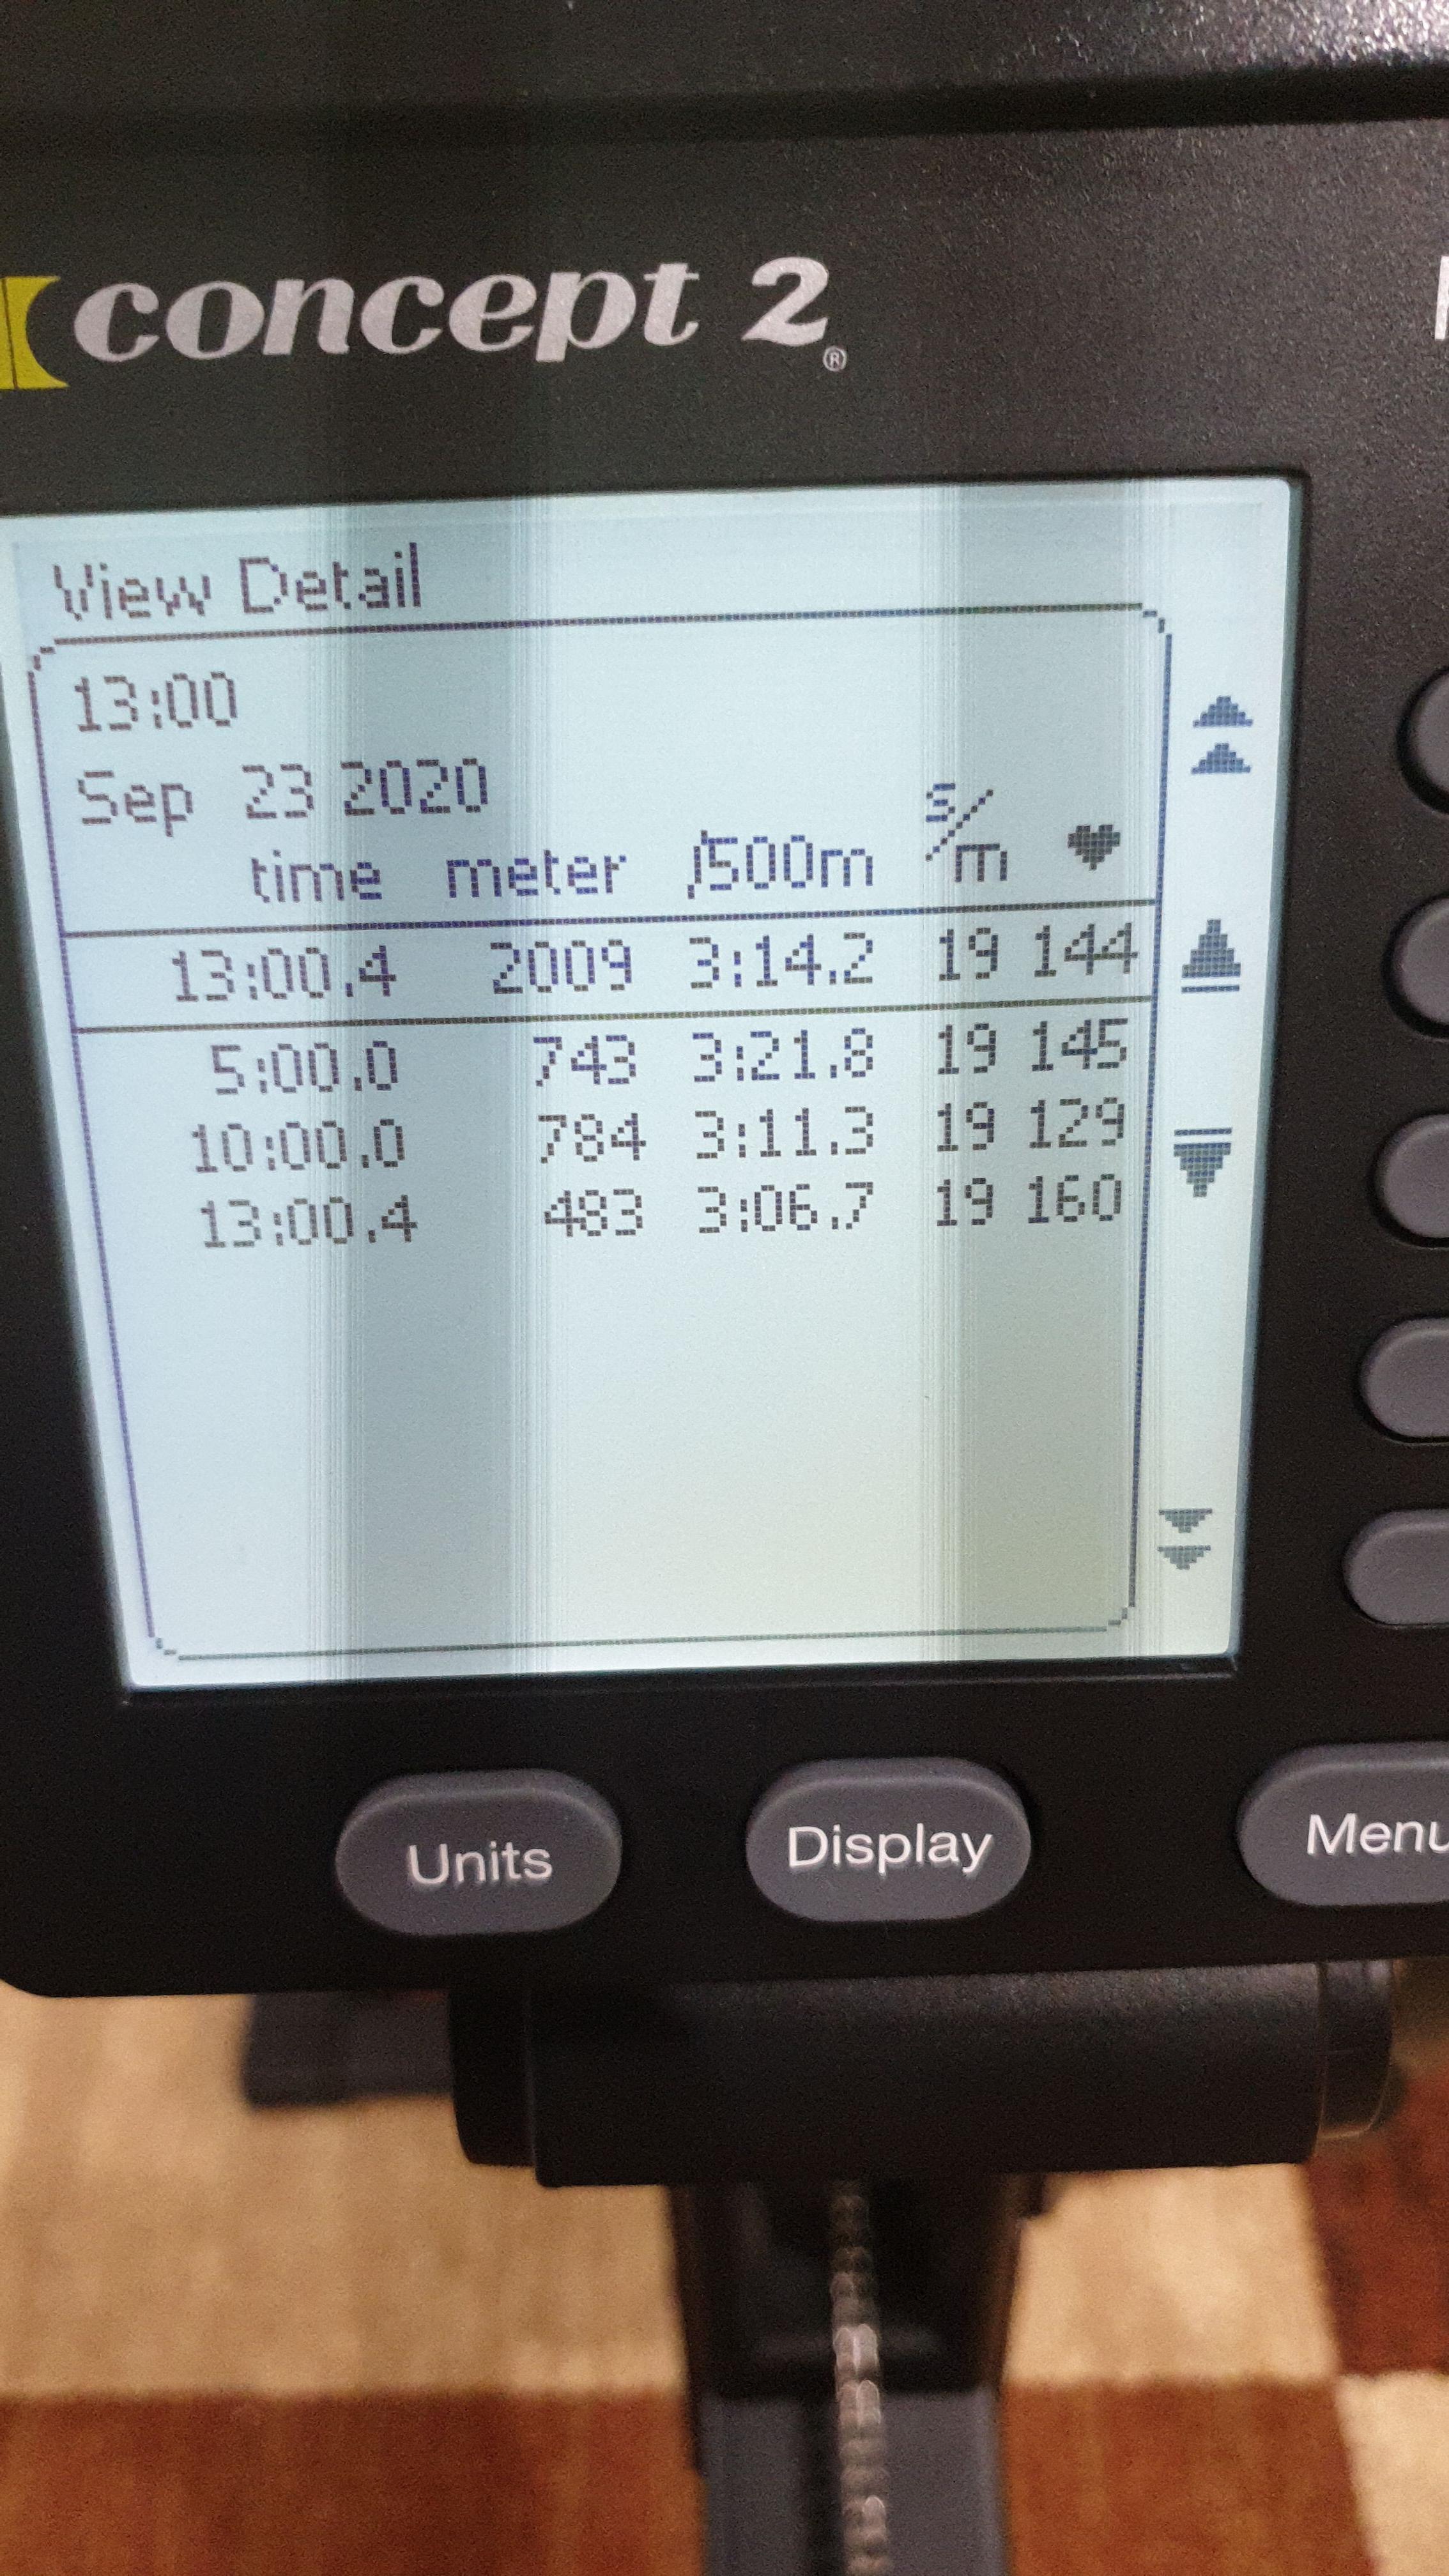 concept 2®
View Detail
13:00
Sep 23 2020
time meter /500m s/m ♥
13:00.4 2009 3:14.2 19 144
5:00.0 743 3:21.8 19 145
10:00.0 784 3:11.3 19 129
13:00.4 483 3:06.7 19 160
Units Display Menu